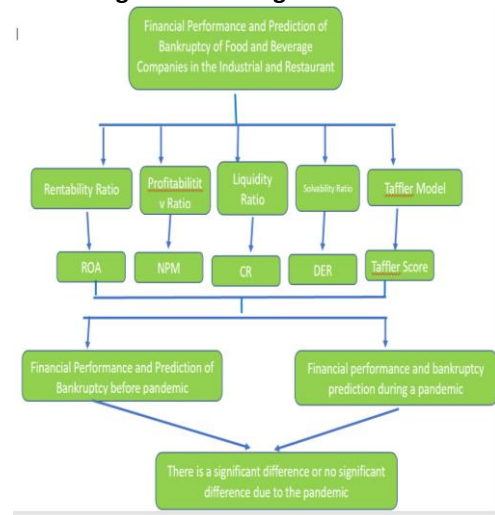 Financial Performance and Prediction of
Bankruptcy of Food and Beverage
Companies in the Industrial and Restaurant
Rentability Ratio
Profitabilitit
v Ratio
Liquidity
Ratio
Solvability Ratio
Taffler Model
ROA
NPM
CR
DER
Taffler Score
Financial Performance and Prediction of
Bankruptcy before pandemic
Financial performance and bankruptcy
prediction during a pandemic
There is a significant difference or no significant
difference due to the pandemic